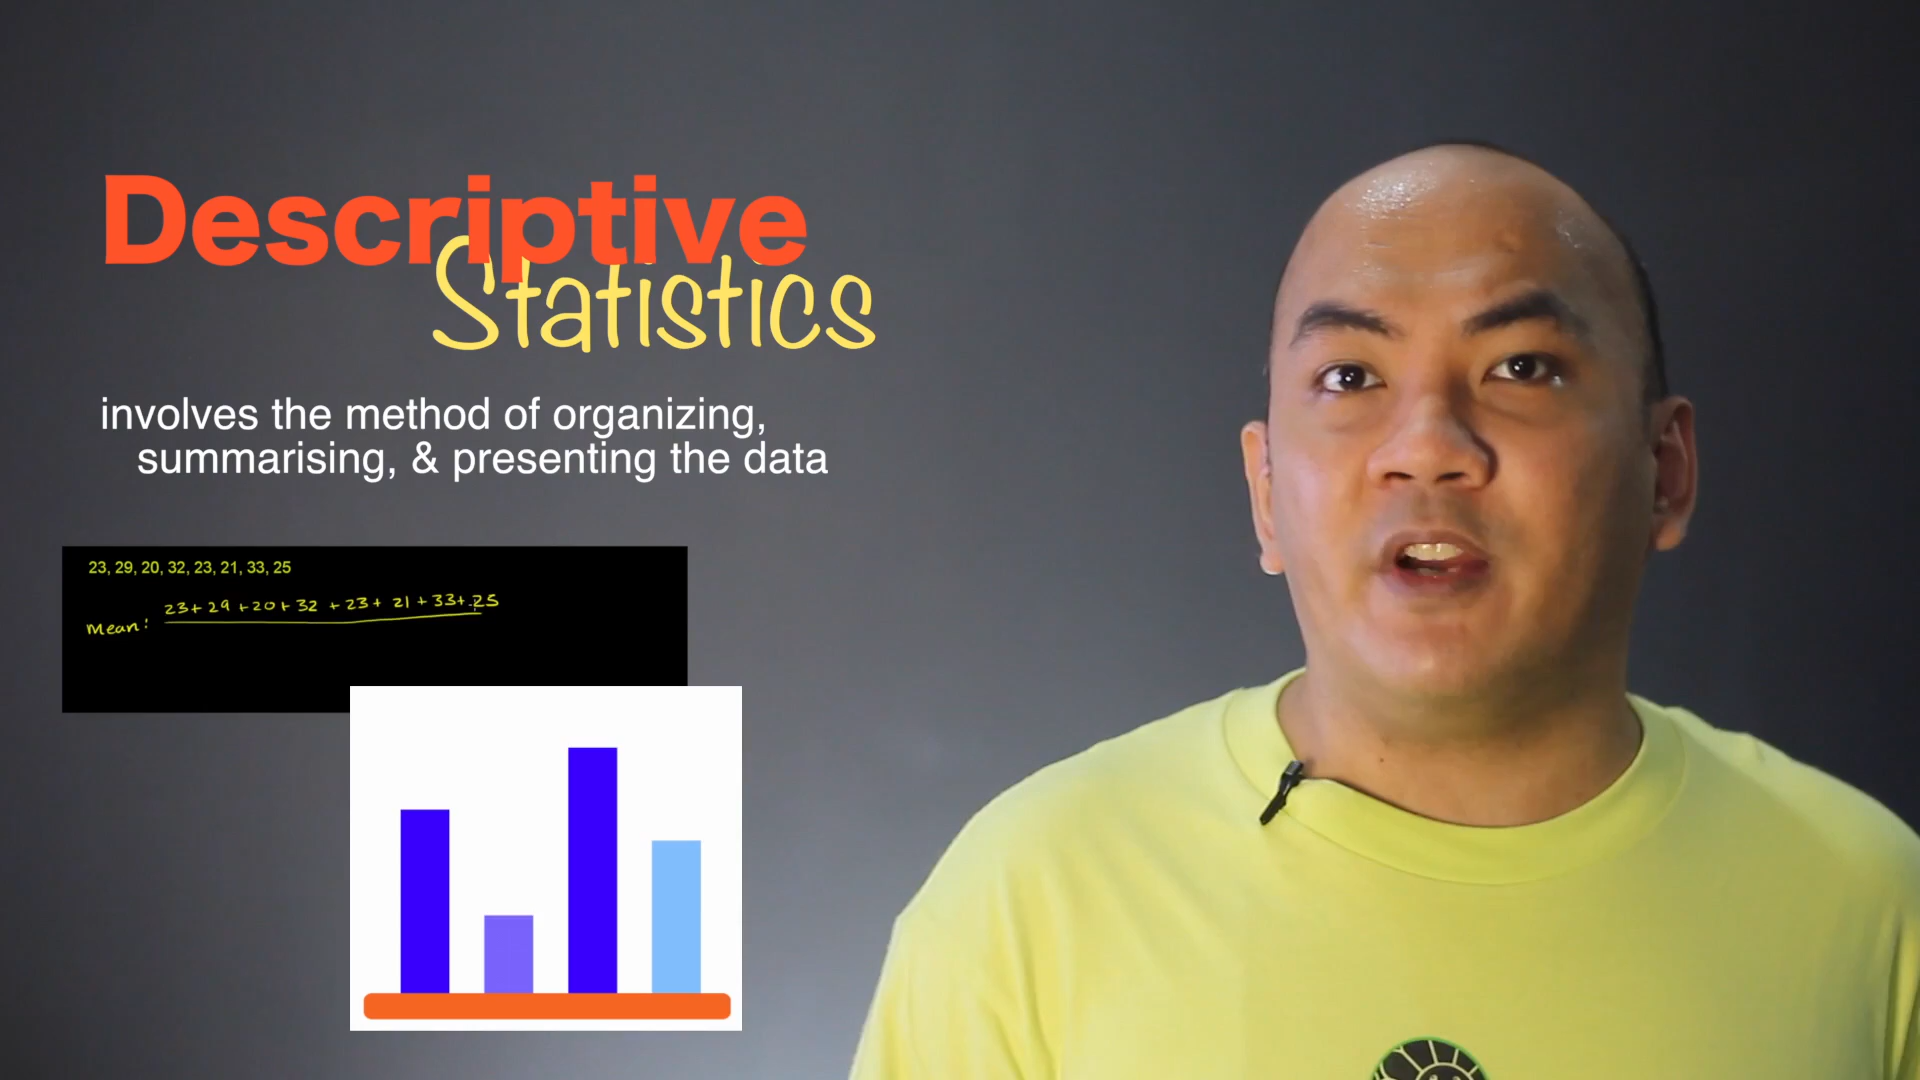 Descriptive
Statistics
involves the method of organizing,
summarising, & presenting the data
23, 29, 20, 32, 23, 21, 33, 25
23+ 29 +20+ 32 +23+ 21 +33+ 25
Mean: